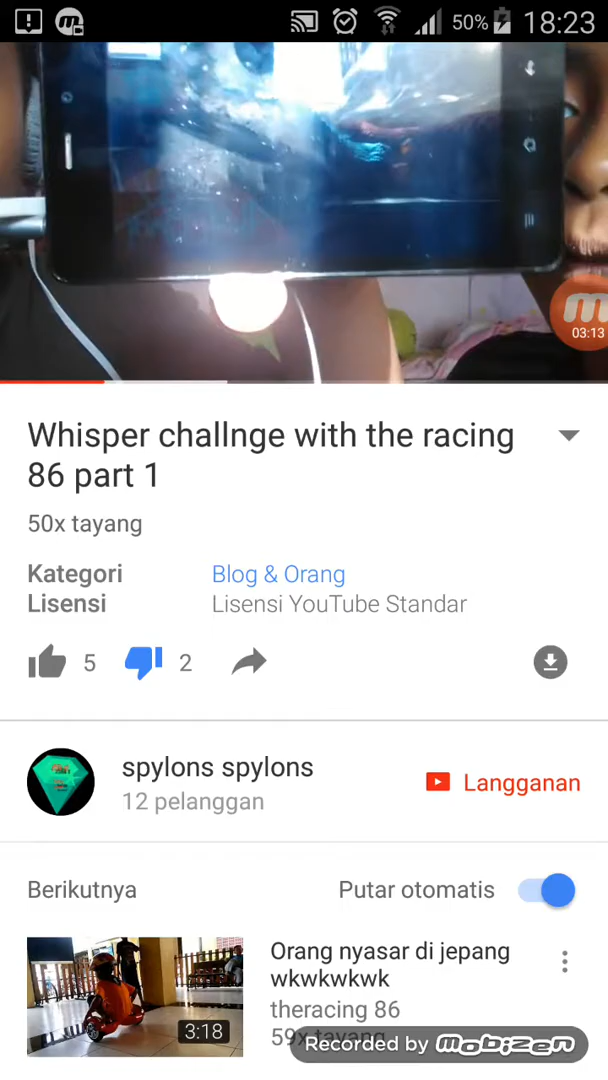 50% 18:23
03:13
Whisper challnge with the racing
86 part 1
50x tayang
Kategori Blog & Orang
Lisensi Lisensi YouTube Standar
5 2
spylons spylons
12 pelanggan
Langganan
Berikutnya Putar otomatis
Orang nyasar di jepang
wkwkwkwk
theracing 86
59x tayang
3:18
Recorded by mobizen